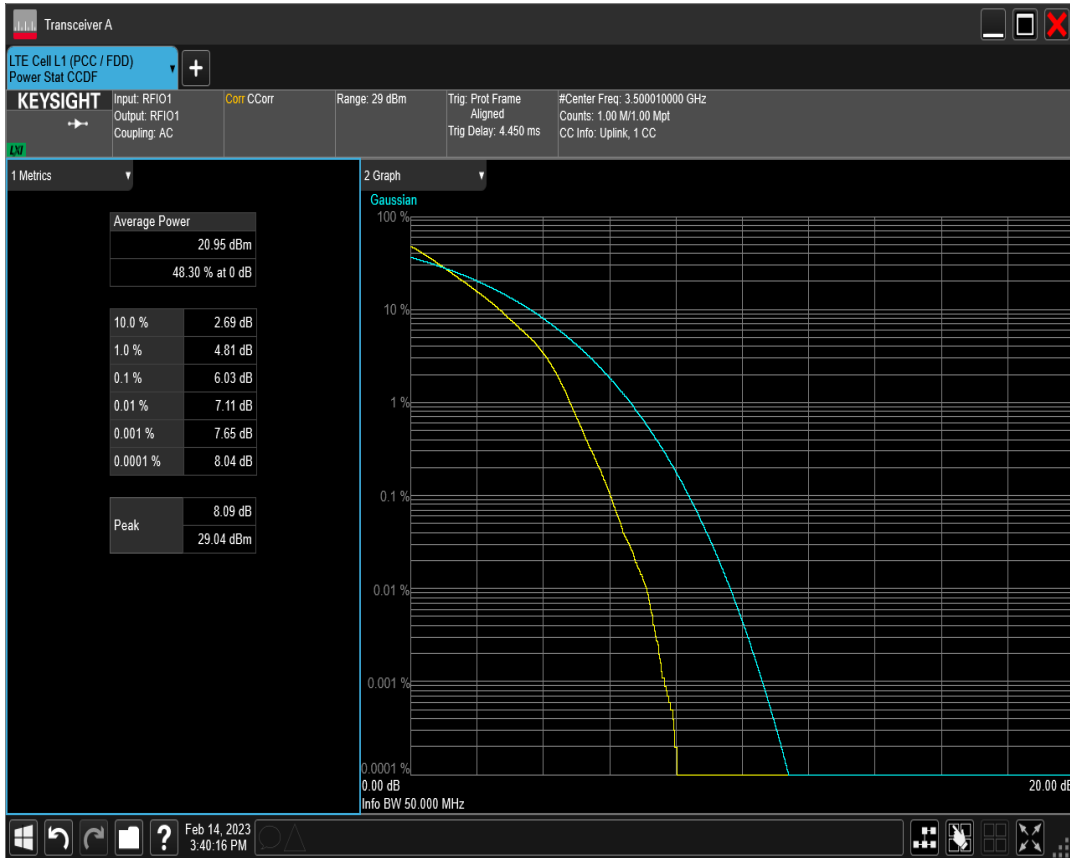 Transceiver A
LTE Cell L1 (PCC / FDD)
Power Stat CCDF
KEYSIGHT
LXI
Input: RFIO1
Output: RFIO1
Coupling: AC
Corr CCorr
Range: 29 dBm
Trig: Prot Frame
Aligned
Trig Delay: 4.450 ms
#Center Freq: 3.500010000 GHz
Counts: 1.00 M/1.00 Mpt
CC Info: Uplink, 1 CC
1 Metrics
Average Power
20.95 dBm
48.30 % at 0 dB
10.0 % 2.69 dB
1.0 % 4.81 dB
0.1 % 6.03 dB
0.01 % 7.11 dB
0.001 % 7.65 dB
0.0001 % 8.04 dB
Peak
8.09 dB
29.04 dBm
2 Graph
Gaussian
100 %
10 %
1 %
0.1 %
0.01 %
0.001 %
0.0001 %
0.00 dB 20.00 dB
Info BW 50.000 MHz
?
Feb 14, 2023
3:40:16 PM